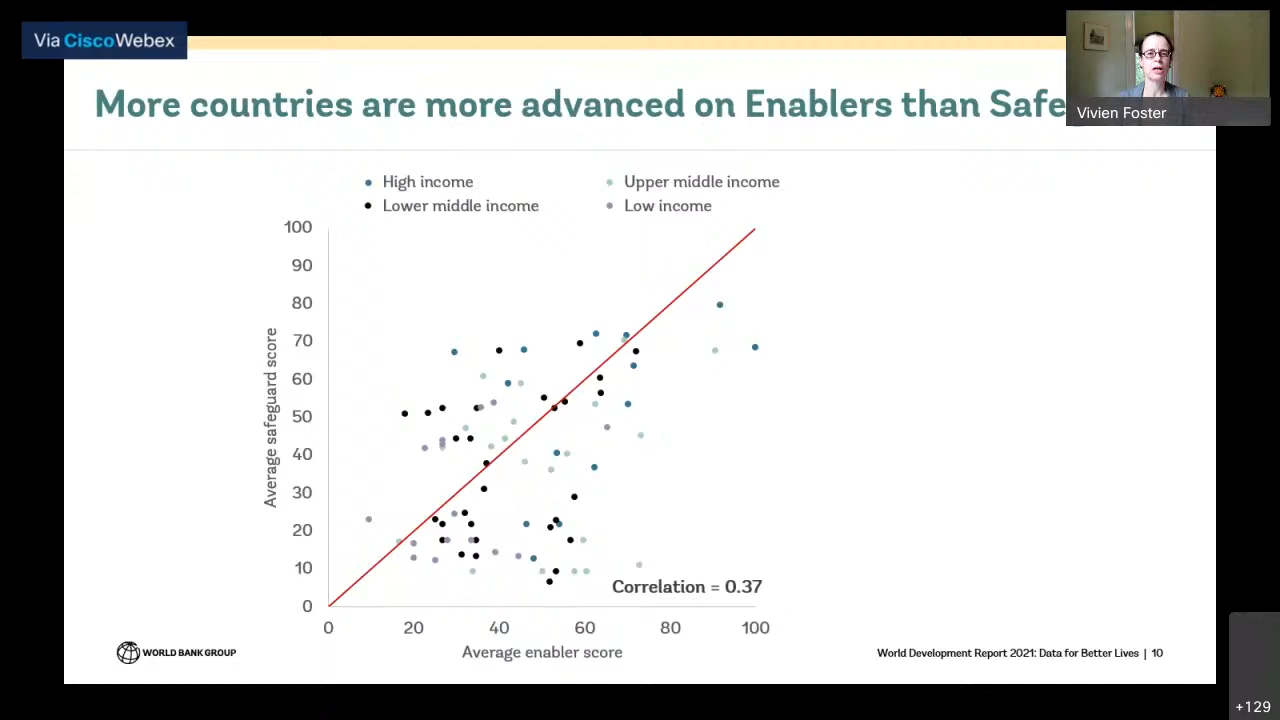 Via CiscoWebex
More countries are more advanced on Enablers than Safe
Vivien Foster
High income
Upper middle income
Lower middle income
Low income
100
90
80
70
60
50
40
30
20
10
0
Average safeguard score
Correlation = 0.37
0 20 40 60 80 100
Average enabler score
WORLD BANK GROUP
World Development Report 2021: Data for Better Lives | 10
+129